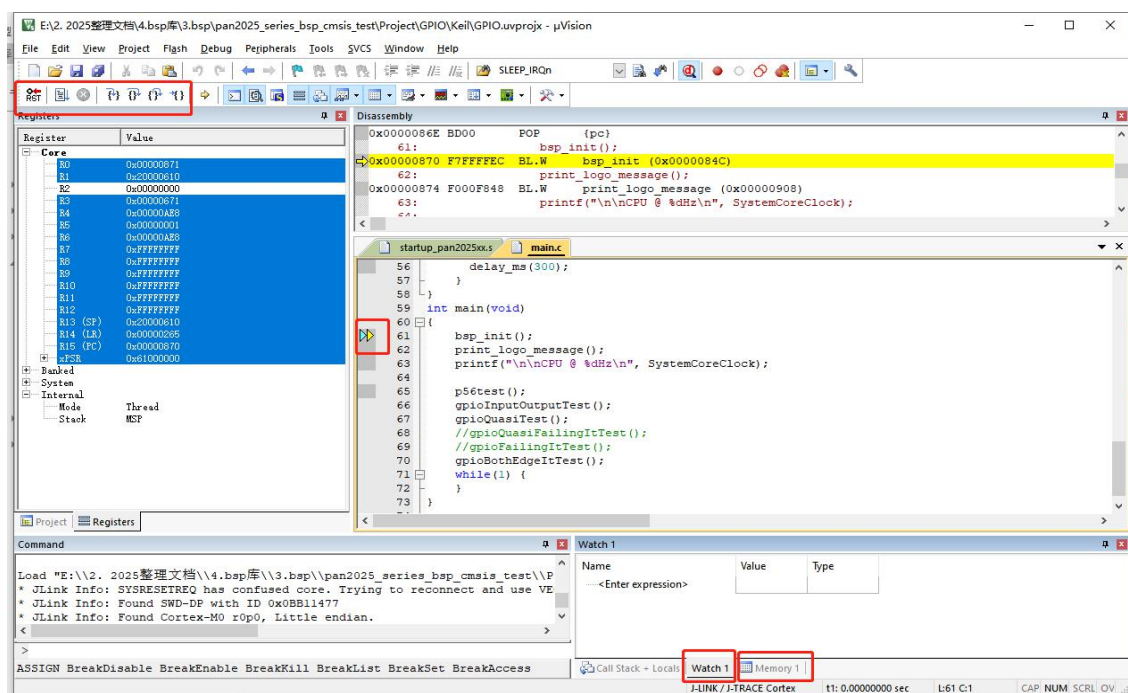 E:\2. 2025整理文档\4.bsp库\3.bsp\pan2025_series_bsp_cmsis_test\Project\GPIO\Keil\GPIO.uvprojx - µVision
File Edit View Project Flash Debug Peripherals Tools SVCS Window Help
SLEEP_IRQn
RST
Registers
Register Value
Core
R0 0x00000871
R1 0x20000610
R2 0x00000000
R3 0x00000671
R4 0x00000AE8
R5 0x00000001
R6 0x00000AE8
R7 0xFFFFFFFF
R8 0xFFFFFFFF
R9 0xFFFFFFFF
R10 0xFFFFFFFF
R11 0xFFFFFFFF
R12 0xFFFFFFFF
R13 (SP) 0x20000610
R14 (LR) 0x00000265
R15 (PC) 0x00000870
xPSR 0x61000000
Banked
System
Internal
Mode Thread
Stack MSP
Project Registers
Disassembly
0x0000086E BD00 POP {pc}
61: bsp_init();
0x00000870 F7FFFFEC BL.W bsp_init (0x0000084C)
62: print_logo_message();
0x00000874 F000F848 BL.W print_logo_message (0x00000908)
63: printf("\n\nCPU @ %dHz\n", SystemCoreClock);
64:
startup_pan2025xx.s main.c
56 delay_ms(300);
57 }
58 }
59 int main(void)
60 {
61 bsp_init();
62 print_logo_message();
63 printf("\n\nCPU @ %dHz\n", SystemCoreClock);
64
65 p56test();
66 gpioInputOutputTest();
67 gpioQuasiTest();
68 //gpioQuasiFailingItTest();
69 //gpioFailingItTest();
70 gpioBothEdgeItTest();
71 while(1) {
72 }
73 }
Command
Load "E:\\2. 2025整理文档\\4.bsp库\\3.bsp\\pan2025_series_bsp_cmsis_test\\P
* JLink Info: SYSRESETREQ has confused core. Trying to reconnect and use VE
* JLink Info: Found SWD-DP with ID 0x0BB11477
* JLink Info: Found Cortex-M0 r0p0, Little endian.
>
ASSIGN BreakDisable BreakEnable BreakKill BreakList BreakSet BreakAccess
Watch 1
Name Value Type
<Enter expression>
Call Stack + Locals Watch 1 Memory 1
J-LINK / J-TRACE Cortex t1: 0.00000000 sec L:61 C:1 CAP NUM SCRL OV